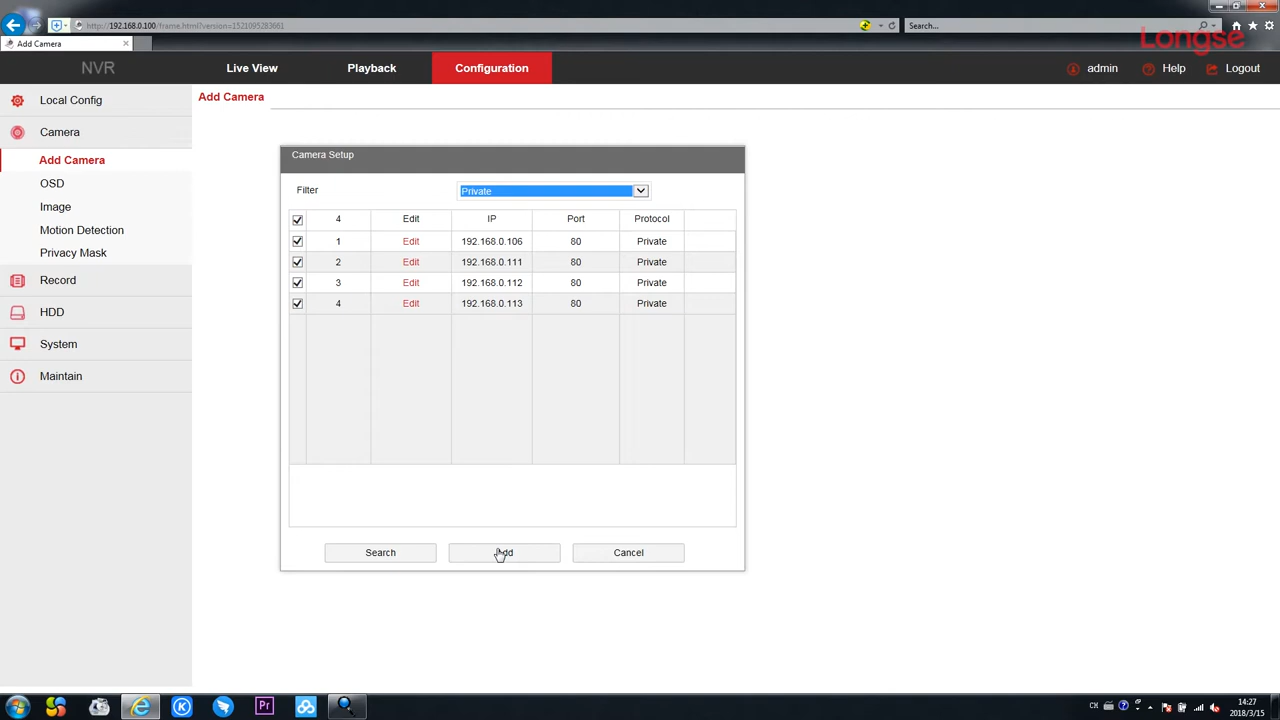 http://192.168.0.100/frame.html?version=1521095283661
Search...
Add Camera
Longse
NVR
Live View
Playback
Configuration
admin
Help
Logout
Local Config
Camera
Add Camera
OSD
Image
Motion Detection
Privacy Mask
Record
HDD
System
Maintain
Add Camera
Camera Setup
Filter
Private
4 Edit IP Port Protocol
1 Edit 192.168.0.106 80 Private
2 Edit 192.168.0.111 80 Private
3 Edit 192.168.0.112 80 Private
4 Edit 192.168.0.113 80 Private
Search
Cancel
K
Pr
CH
14:27
2018/3/15